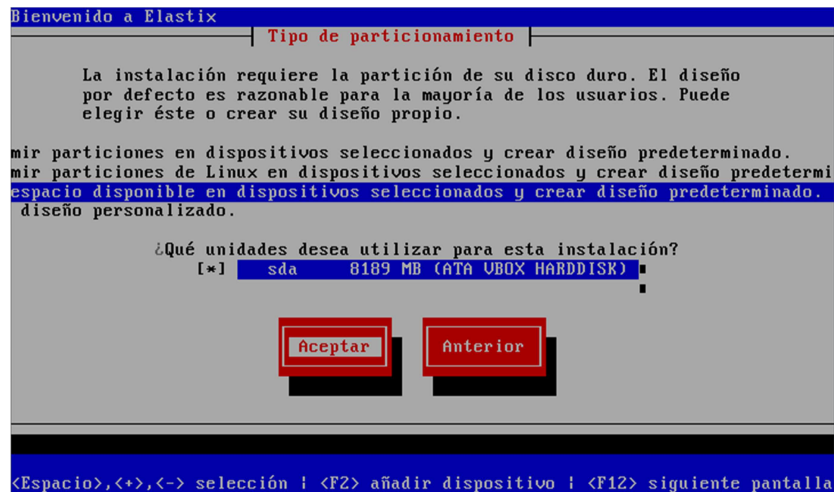 Bienvenido a Elastix
Tipo de particionamiento
La instalación requiere la partición de su disco duro. El diseño
por defecto es razonable para la mayoría de los usuarios. Puede
elegir éste o crear su diseño propio.
mir particiones en dispositivos seleccionados y crear diseño predeterminado.
mir particiones de Linux en dispositivos seleccionados y crear diseño predetermi
espacio disponible en dispositivos seleccionados y crear diseño predeterminado.
diseño personalizado.
¿Qué unidades desea utilizar para esta instalación?
[*] sda 8189 MB (ATA VBOX HARDDISK)
Aceptar Anterior
<Espacio>,<+>,<-> selección | <F2> añadir dispositivo | <F12> siguiente pantalla